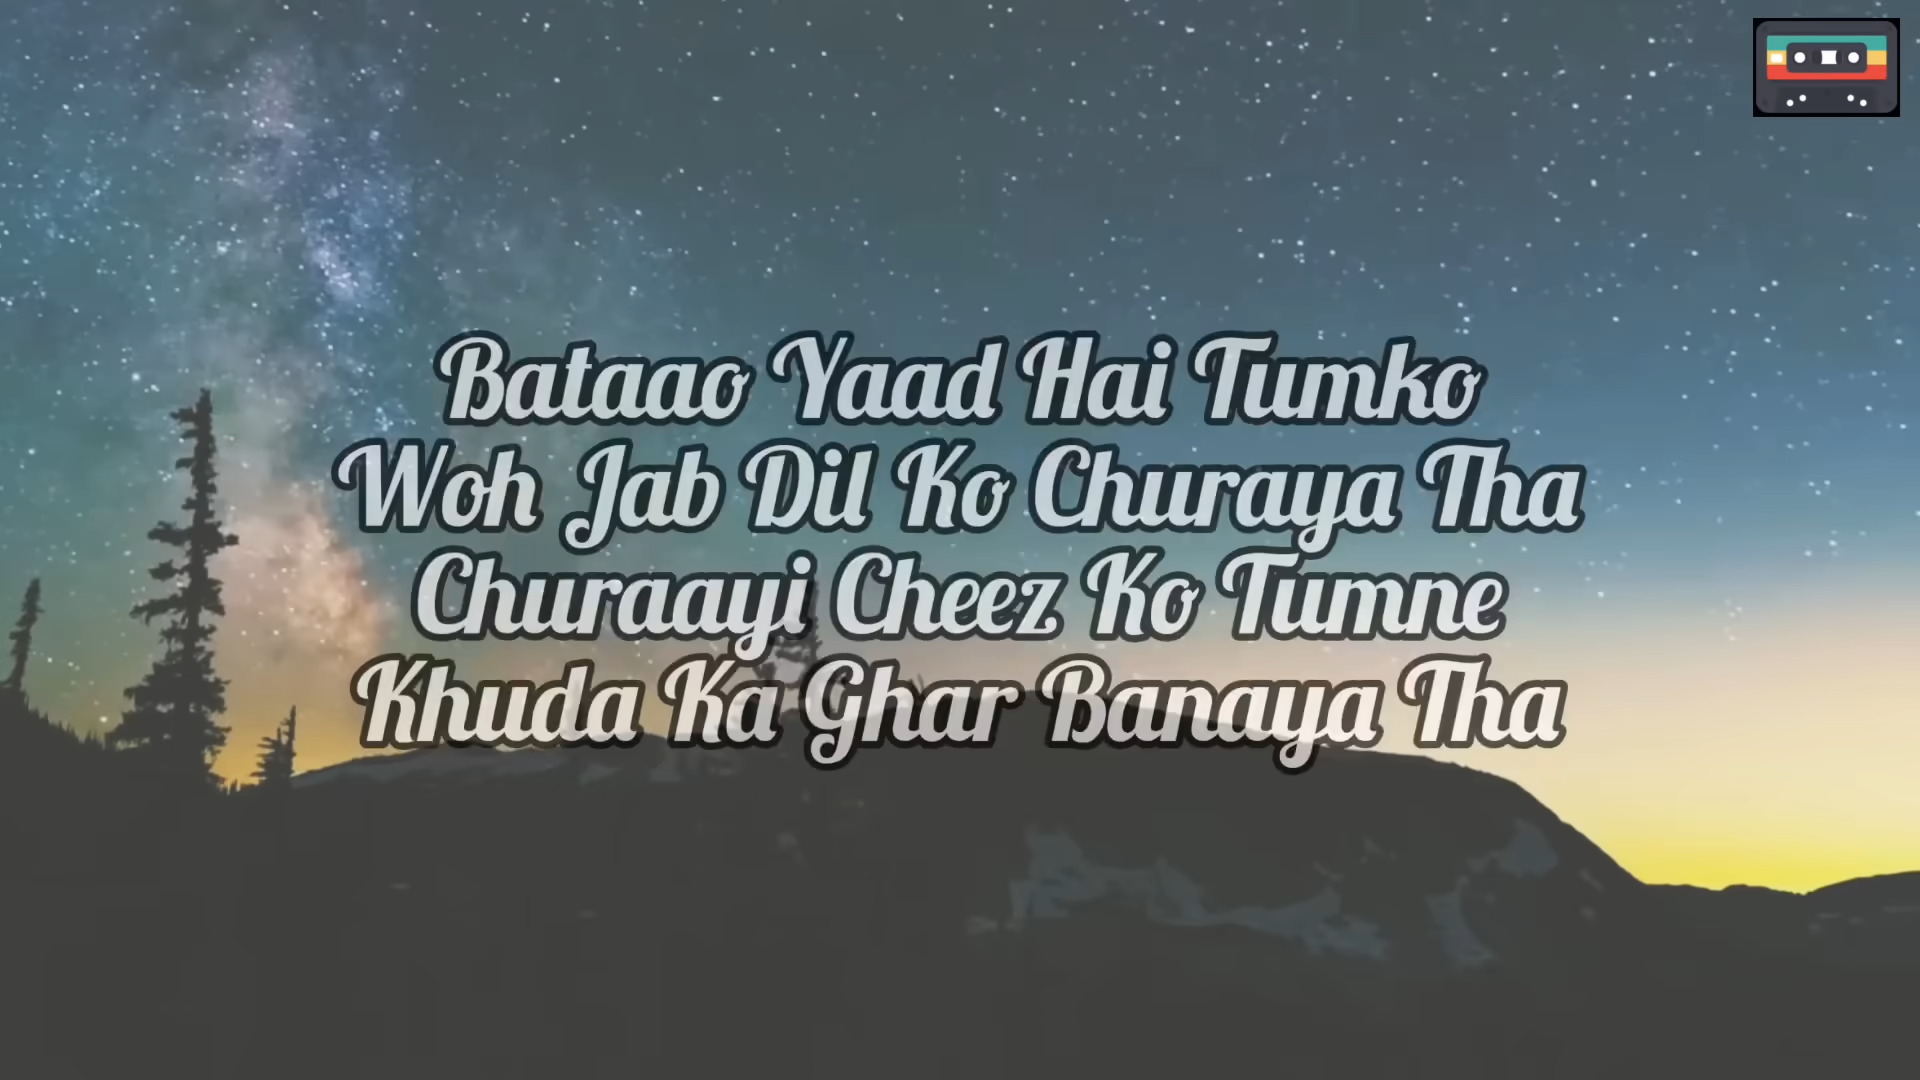 Bataao Yaad Hai Tumko
Woh Jab Dil Ko Churaya Tha
Churaayi Cheez Ko Tumne
Khuda Ka Ghar Banaya Tha